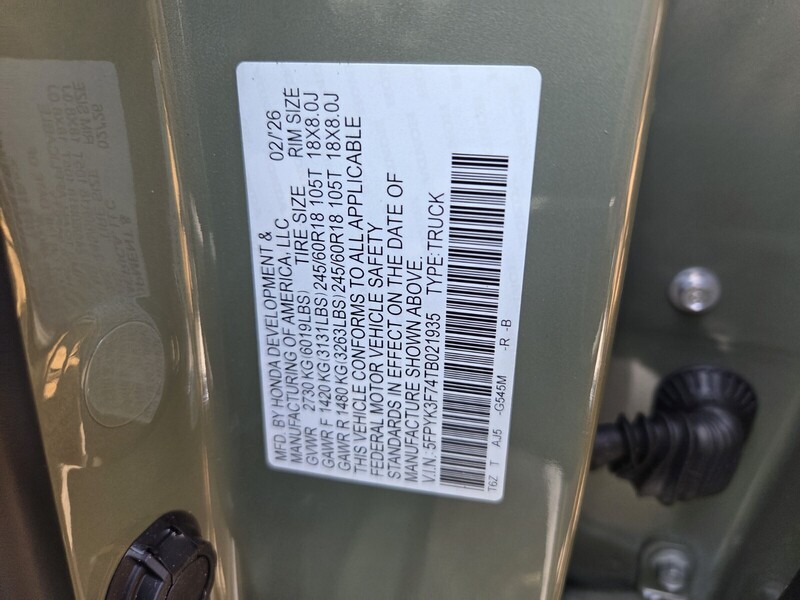 MFD. BY HONDA DEVELOPMENT &
MANUFACTURING OF AMERICA, LLC 02/'26
GVWR 2730 KG(6019LBS) TIRE SIZE RIM SIZE
GAWR F 1420 KG(3131LBS)245/60R18 105T 18X8.0J
GAWR R 1480 KG(3263LBS)245/60R18 105T 18X8.0J
THIS VEHICLE CONFORMS TO ALL APPLICABLE
FEDERAL MOTOR VEHICLE SAFETY
STANDARDS IN EFFECT ON THE DATE OF
MANUFACTURE SHOWN ABOVE.
V.I.N.: 5FPYK3F74TB021935 TYPE:TRUCK
T6Z T AJ5 -G545M -R -B